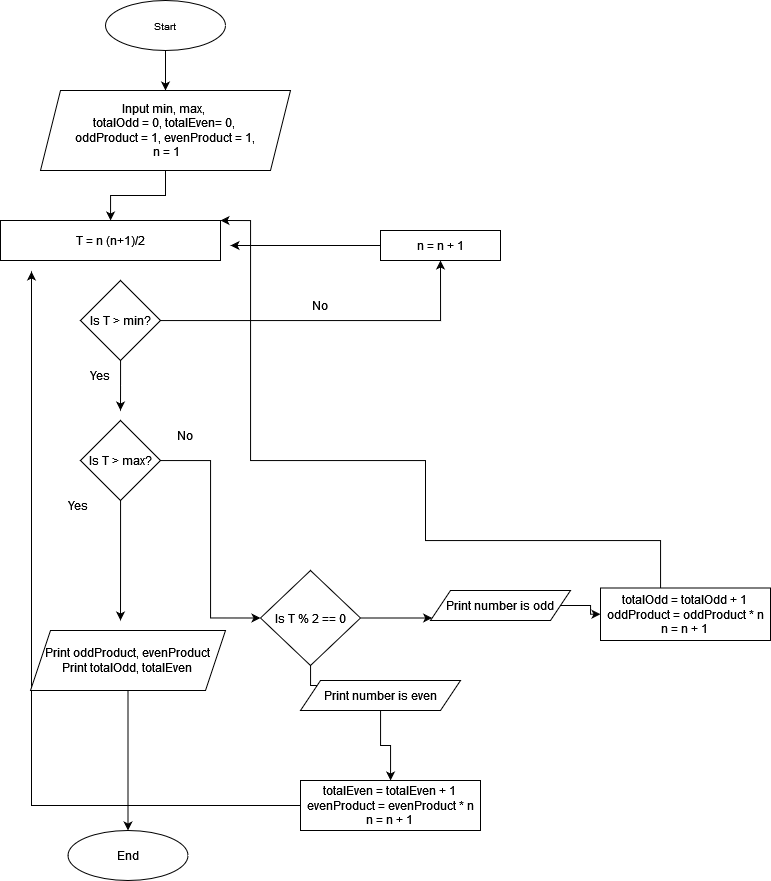 Start
Input min, max,
totalOdd = 0, totalEven= 0,
oddProduct = 1, evenProduct = 1,
n = 1
T = n (n+1)/2
n = n + 1
Is T > min?
No
Yes
Is T > max?
No
Yes
Is T % 2 == 0
Print number is odd
totalOdd = totalOdd + 1
oddProduct = oddProduct * n
n = n + 1
Print oddProduct, evenProduct
Print totalOdd, totalEven
Print number is even
totalEven = totalEven + 1
evenProduct = evenProduct * n
n = n + 1
End